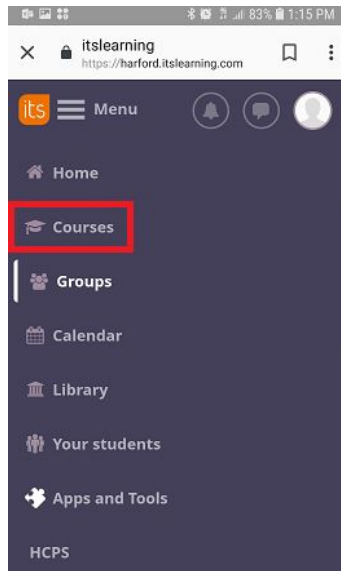 83% 1:15 PM
itslearning
https://harford.itslearning.com
its Menu
Home
Courses
Groups
Calendar
Library
Your students
Apps and Tools
HCPS